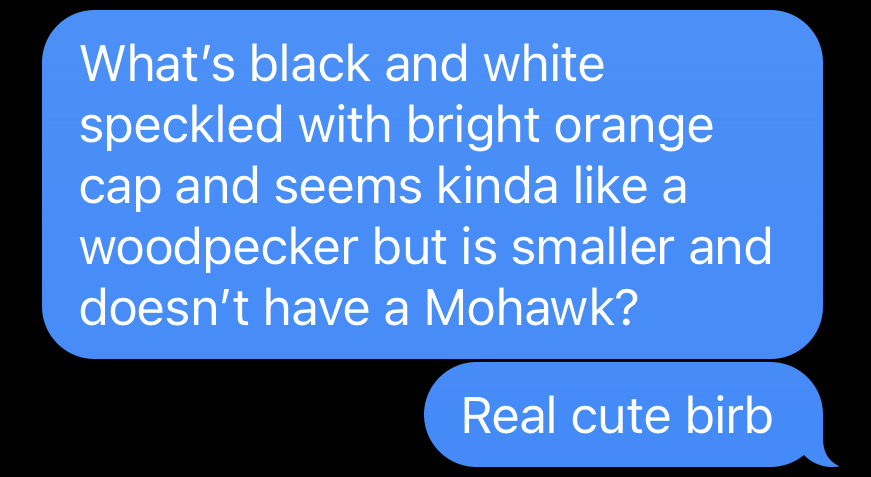 What’s black and white
speckled with bright orange
cap and seems kinda like a
woodpecker but is smaller and
doesn’t have a Mohawk?
Real cute birb